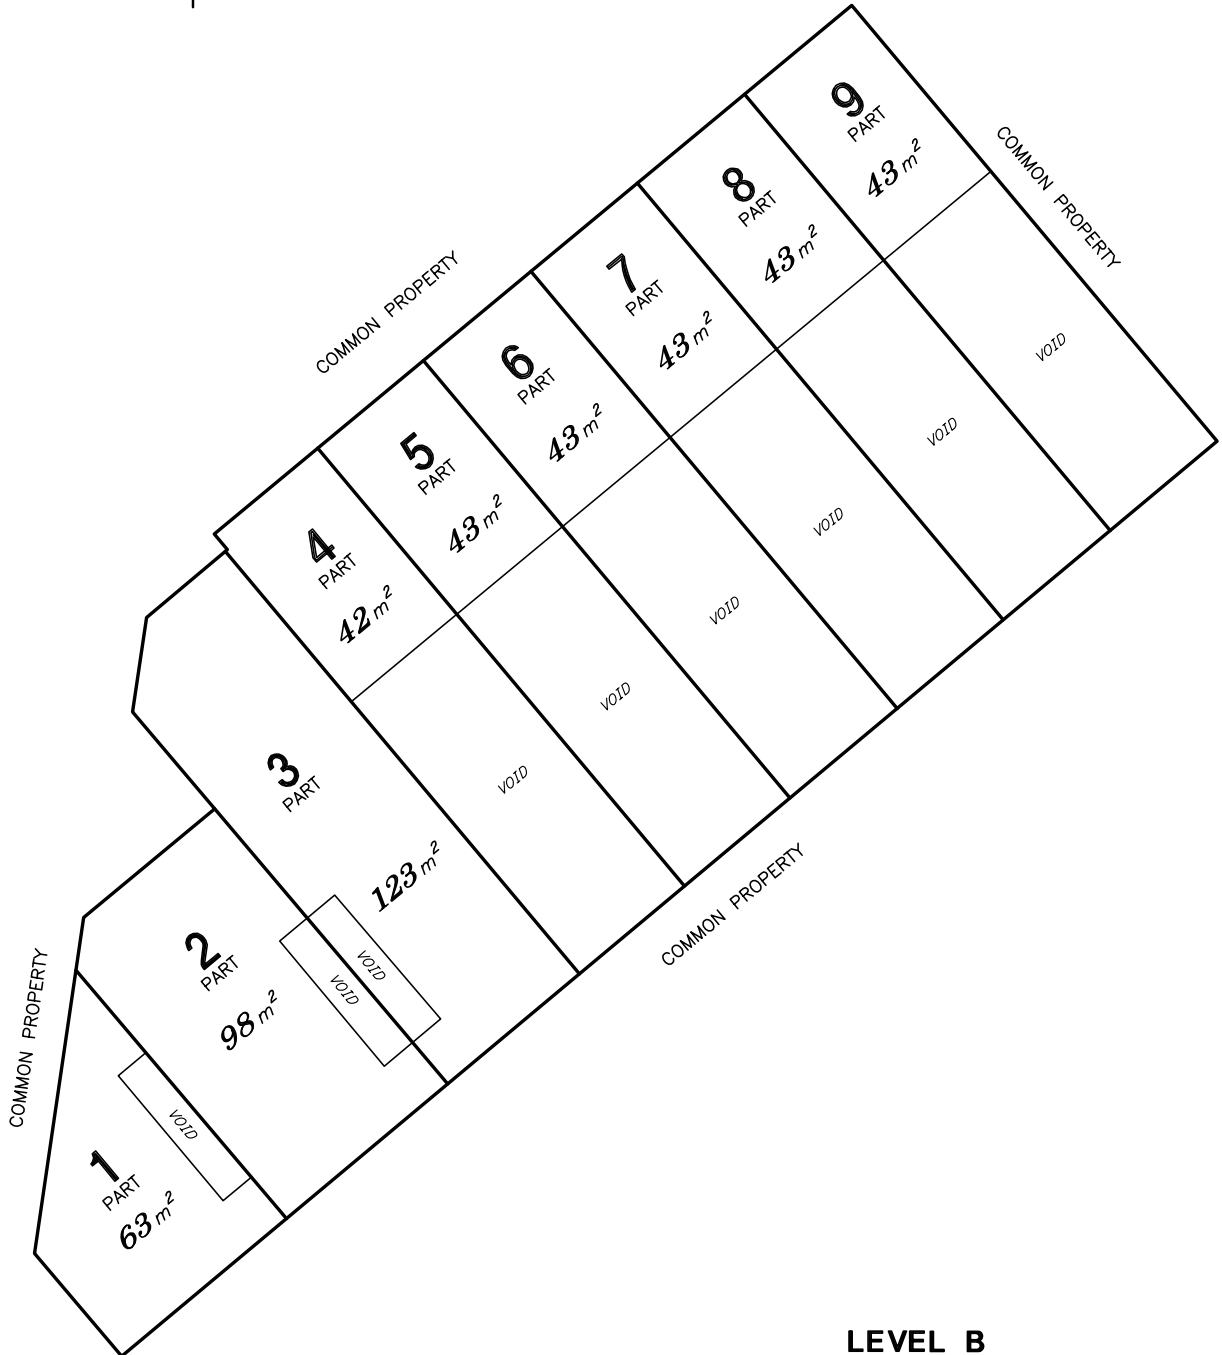 9
PART
43 m²
COMMON PROPERTY
8
PART
43 m²
7
PART
43 m²
COMMON PROPERTY
6
PART
43 m²
5
PART
43 m²
4
PART
42 m²
VOID
VOID
VOID
VOID
VOID
VOID
3
PART
123 m²
COMMON PROPERTY
2
PART
98 m²
VOID
VOID
COMMON PROPERTY
VOID
1
PART
63 m²
LEVEL B